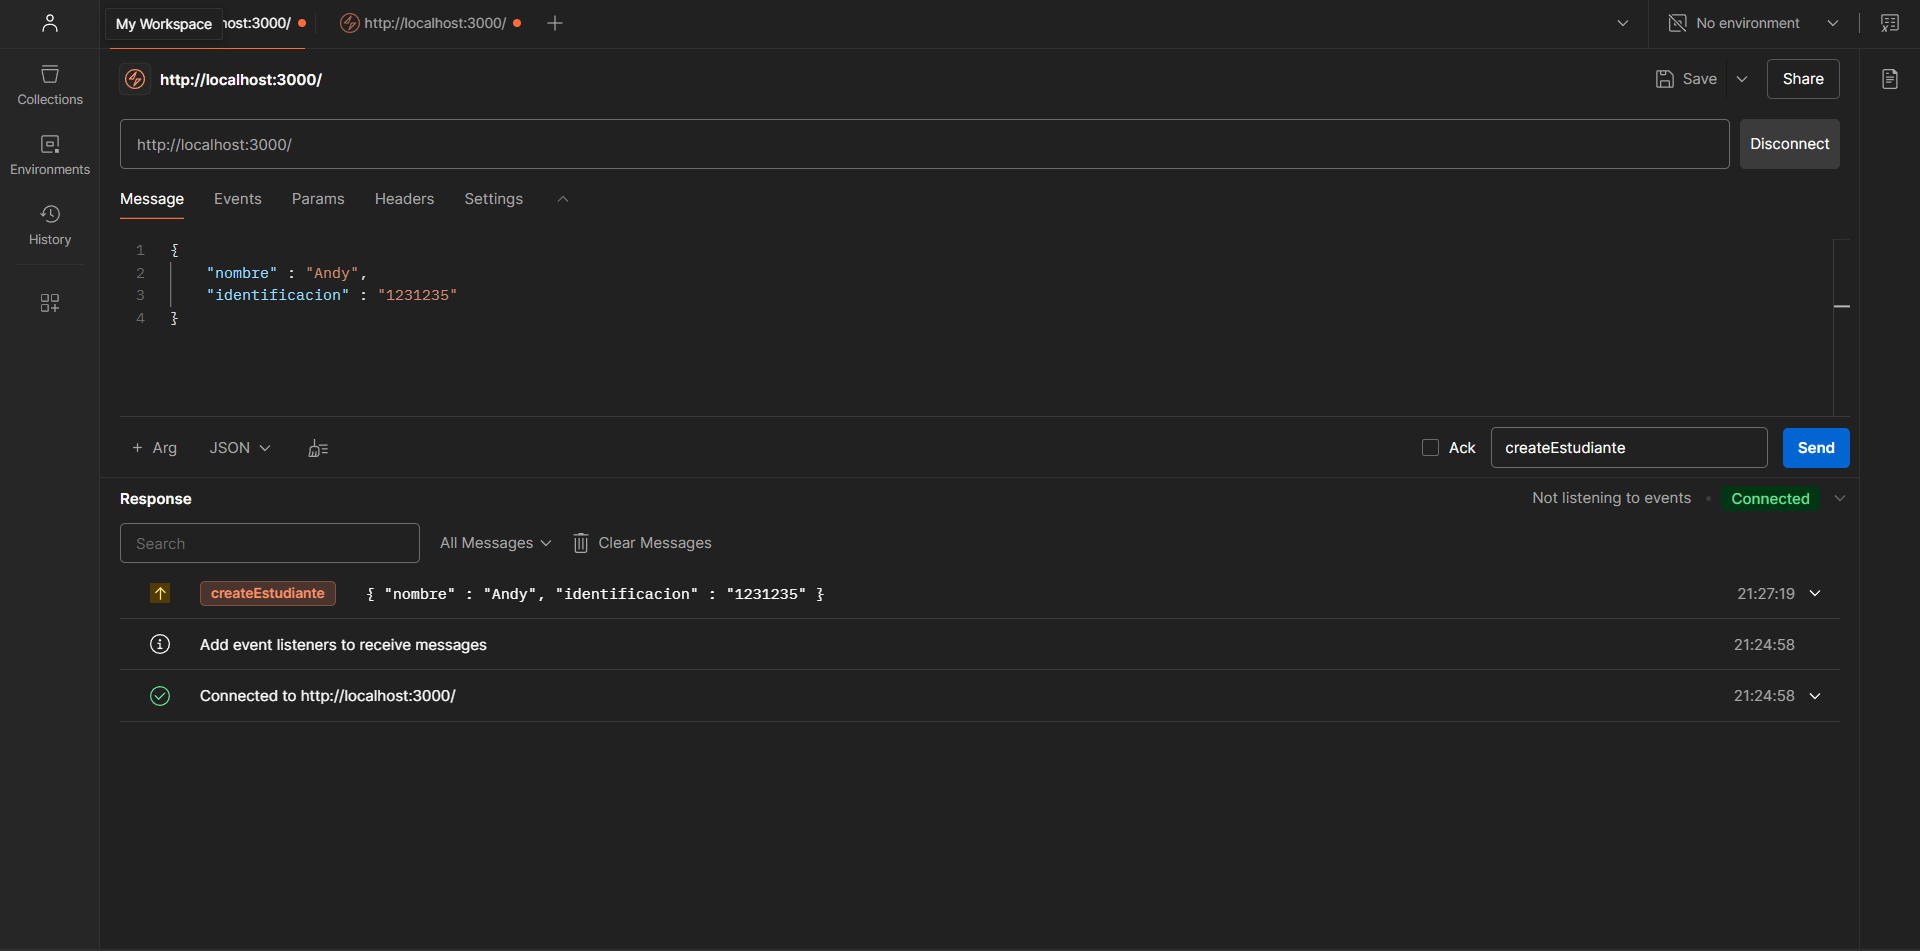 My Workspace
host:3000/
http://localhost:3000/
No environment
Collections
Environments
History
http://localhost:3000/
Save
Share
http://localhost:3000/
Disconnect
Message Events Params Headers Settings
1 {
2 "nombre" : "Andy",
3 "identificacion" : "1231235"
4 }
+ Arg JSON
Ack createEstudiante Send
Response
Not listening to events • Connected
Search All Messages Clear Messages
createEstudiante { "nombre" : "Andy", "identificacion" : "1231235" } 21:27:19
Add event listeners to receive messages 21:24:58
Connected to http://localhost:3000/ 21:24:58